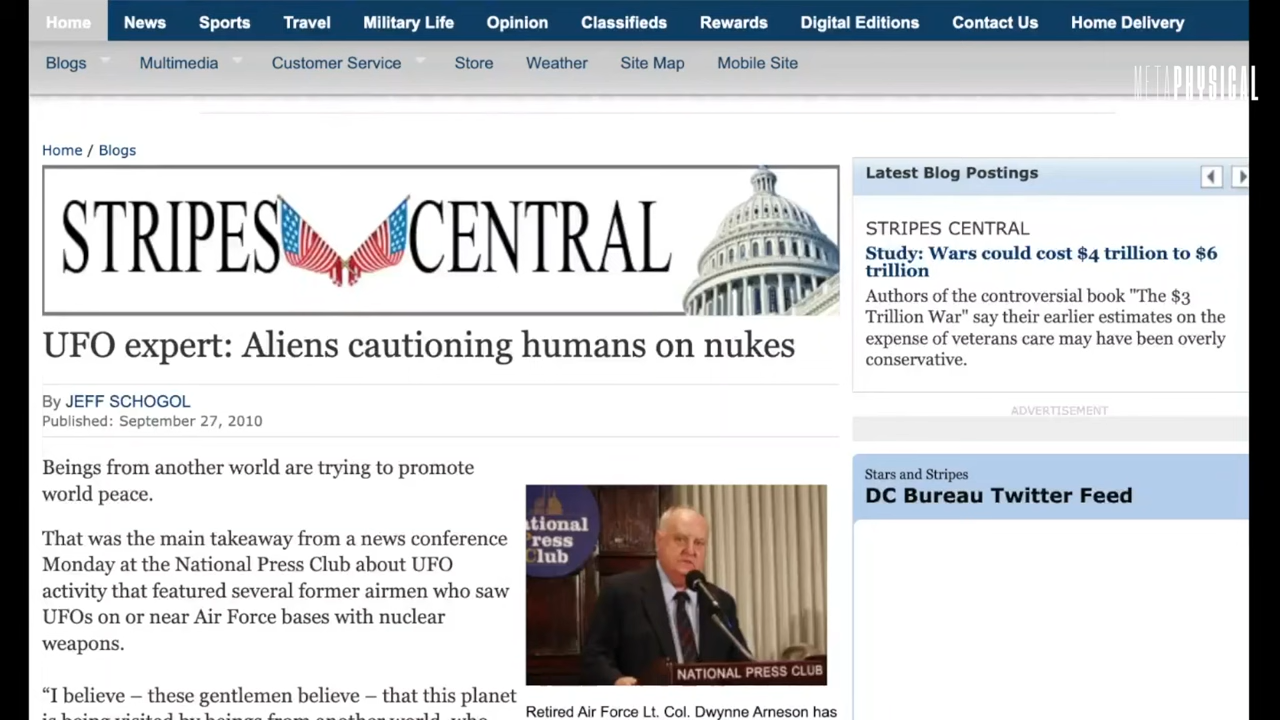 Home News Sports Travel Military Life Opinion Classifieds Rewards Digital Editions Contact Us Home Delivery
Blogs Multimedia Customer Service Store Weather Site Map Mobile Site
METAPHYSICAL
Home / Blogs
STRIPES CENTRAL
UFO expert: Aliens cautioning humans on nukes
By JEFF SCHOGOL
Published: September 27, 2010
Beings from another world are trying to promote
world peace.
That was the main takeaway from a news conference
Monday at the National Press Club about UFO
activity that featured several former airmen who saw
UFOs on or near Air Force bases with nuclear
weapons.
“I believe – these gentlemen believe – that this planet
is being visited by beings from another world, who
tional
ress
Club
NATIONAL PRESS CLUB
Retired Air Force Lt. Col. Dwynne Arneson has
Latest Blog Postings
STRIPES CENTRAL
Study: Wars could cost $4 trillion to $6
trillion
Authors of the controversial book "The $3
Trillion War" say their earlier estimates on the
expense of veterans care may have been overly
conservative.
ADVERTISEMENT
Stars and Stripes
DC Bureau Twitter Feed